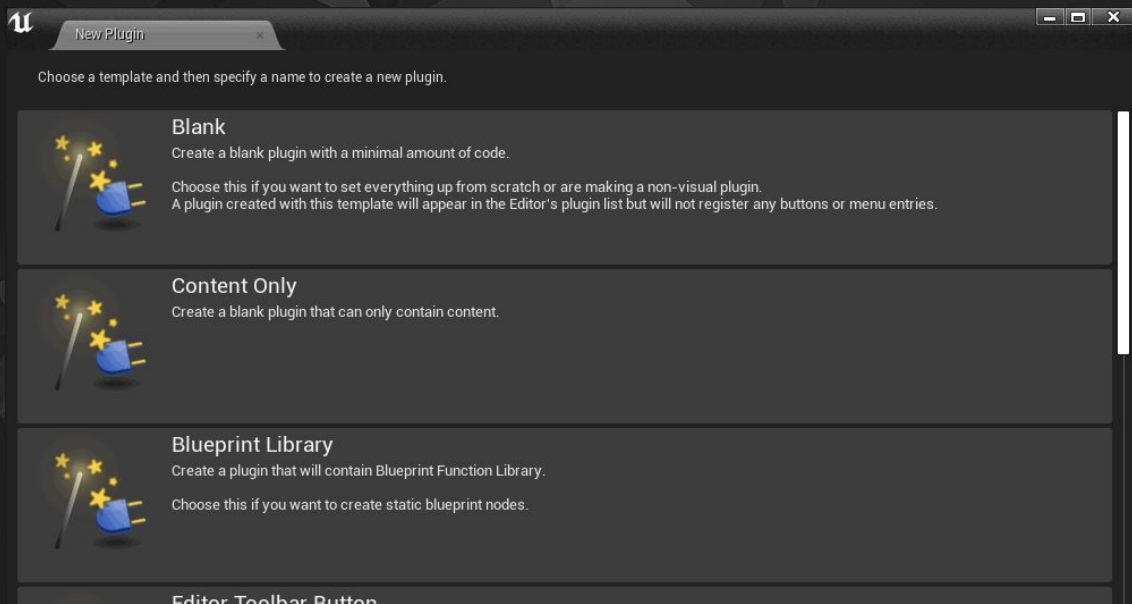 New Plugin
Choose a template and then specify a name to create a new plugin.
Blank
Create a blank plugin with a minimal amount of code.
Choose this if you want to set everything up from scratch or are making a non-visual plugin.
A plugin created with this template will appear in the Editor's plugin list but will not register any buttons or menu entries.
Content Only
Create a blank plugin that can only contain content.
Blueprint Library
Create a plugin that will contain Blueprint Function Library.
Choose this if you want to create static blueprint nodes.
Editor Toolbar Button